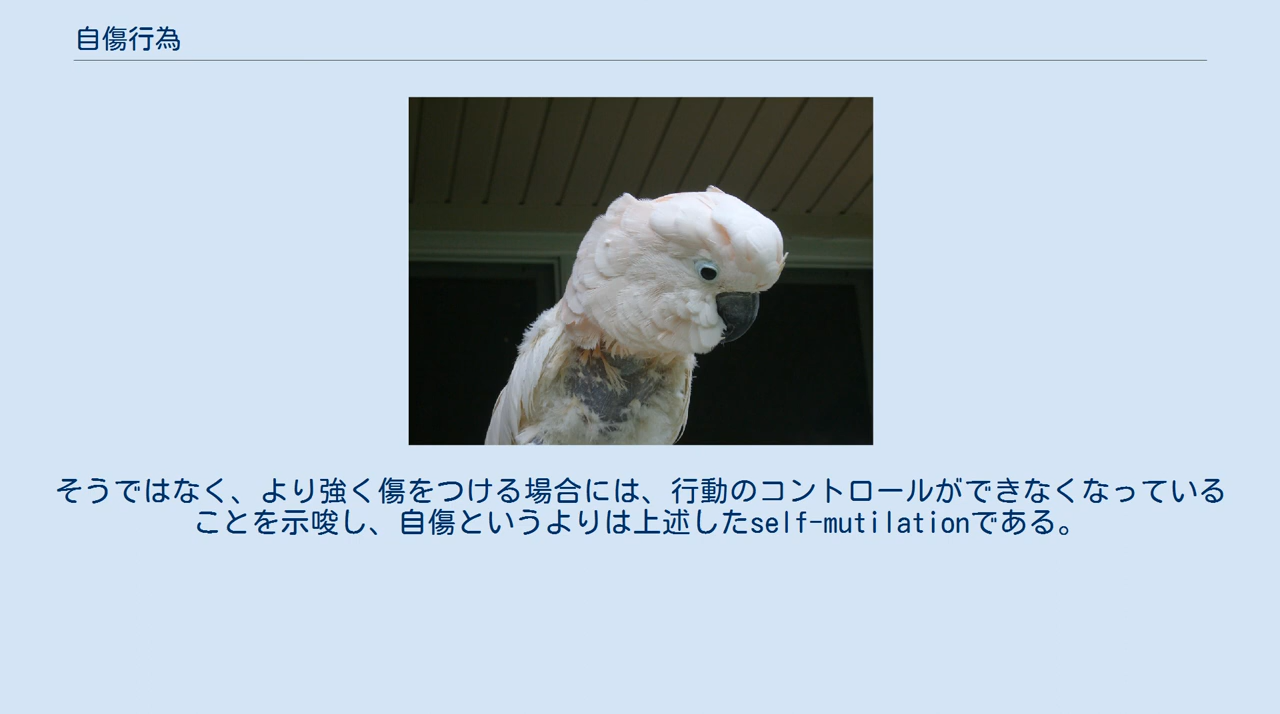 自傷行為
そうではなく、より強く傷をつける場合には、行動のコントロールができなくなっている
ことを示唆し、自傷というよりは上述したself-mutilationである。